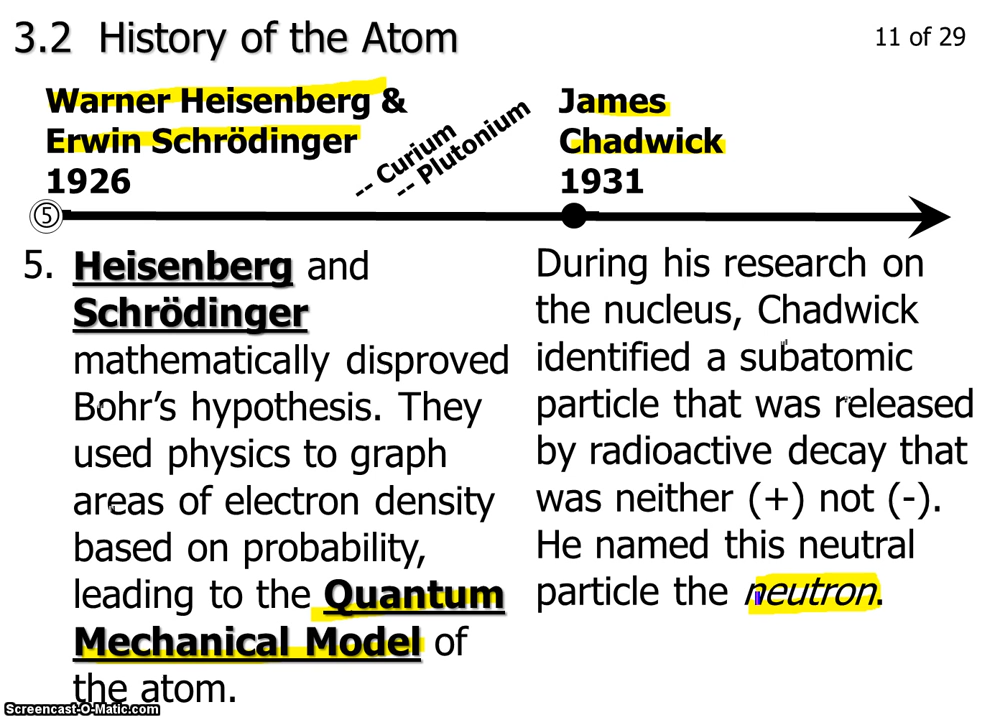 3.2 History of the Atom
11 of 29
Warner Heisenberg &
Erwin Schrödinger
1926
-- Curium
-- Plutonium
James
Chadwick
1931
5
5. Heisenberg and
Schrödinger
mathematically disproved
Bohr's hypothesis. They
used physics to graph
areas of electron density
based on probability,
leading to the Quantum
Mechanical Model of
the atom.
During his research on
the nucleus, Chadwick
identified a subatomic
particle that was released
by radioactive decay that
was neither (+) not (-).
He named this neutral
particle the neutron.
Screencast-O-Matic.com